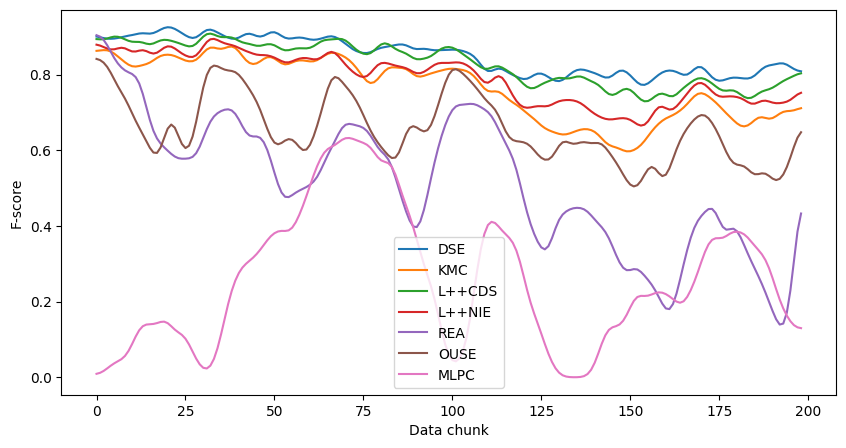 F-score
0.8
0.6
0.4
0.2
0.0
DSE
KMC
L++CDS
L++NIE
REA
OUSE
MLPC
0
25
50
75
100
125
150
175
200
Data chunk